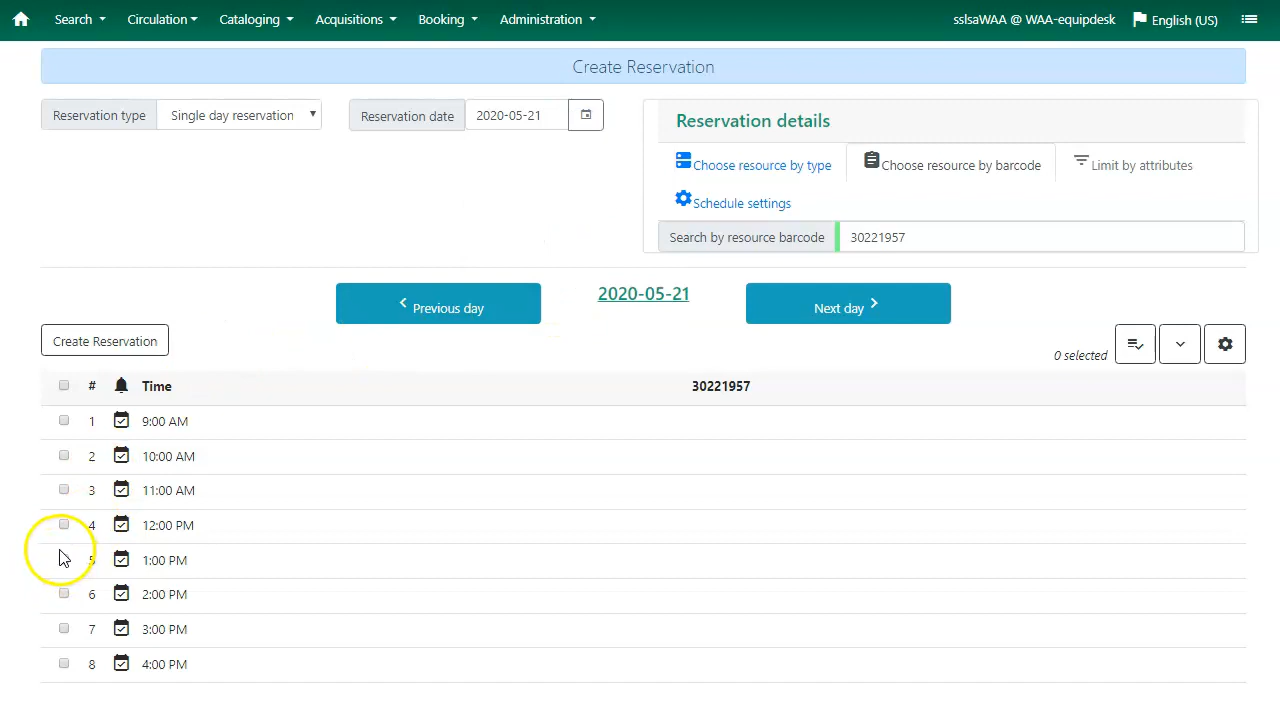 Search Circulation Cataloging Acquisitions Booking Administration sslsaWAA @ WAA-equipdesk English (US)
Create Reservation
Reservation type Single day reservation Reservation date 2020-05-21
Reservation details
Choose resource by type Choose resource by barcode Limit by attributes
Schedule settings
Search by resource barcode 30221957
Previous day 2020-05-21 Next day
Create Reservation 0 selected
# Time 30221957
1 9:00 AM
2 10:00 AM
3 11:00 AM
4 12:00 PM
5 1:00 PM
6 2:00 PM
7 3:00 PM
8 4:00 PM